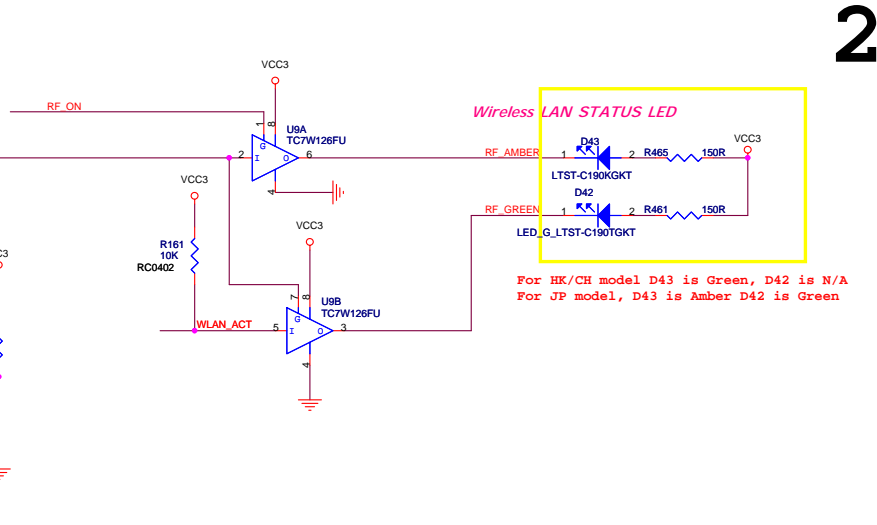 2
VCC3
RF_ON
Wireless LAN STATUS LED
1
8
U9A
TC7W126FU
G
2
I
O
6
4
RF_AMBER
1
D43
2
R465
150R
VCC3
LTST-C190KGKT
D42
RF_GREEN
1
2
R461
150R
LED_G_LTST-C190TGKT
VCC3
VCC3
R161
10K
RC0402
C3
For HK/CH model D43 is Green, D42 is N/A
For JP model, D43 is Amber D42 is Green
7
8
U9B
TC7W126FU
G
WLAN_ACT
5
I
O
3
4